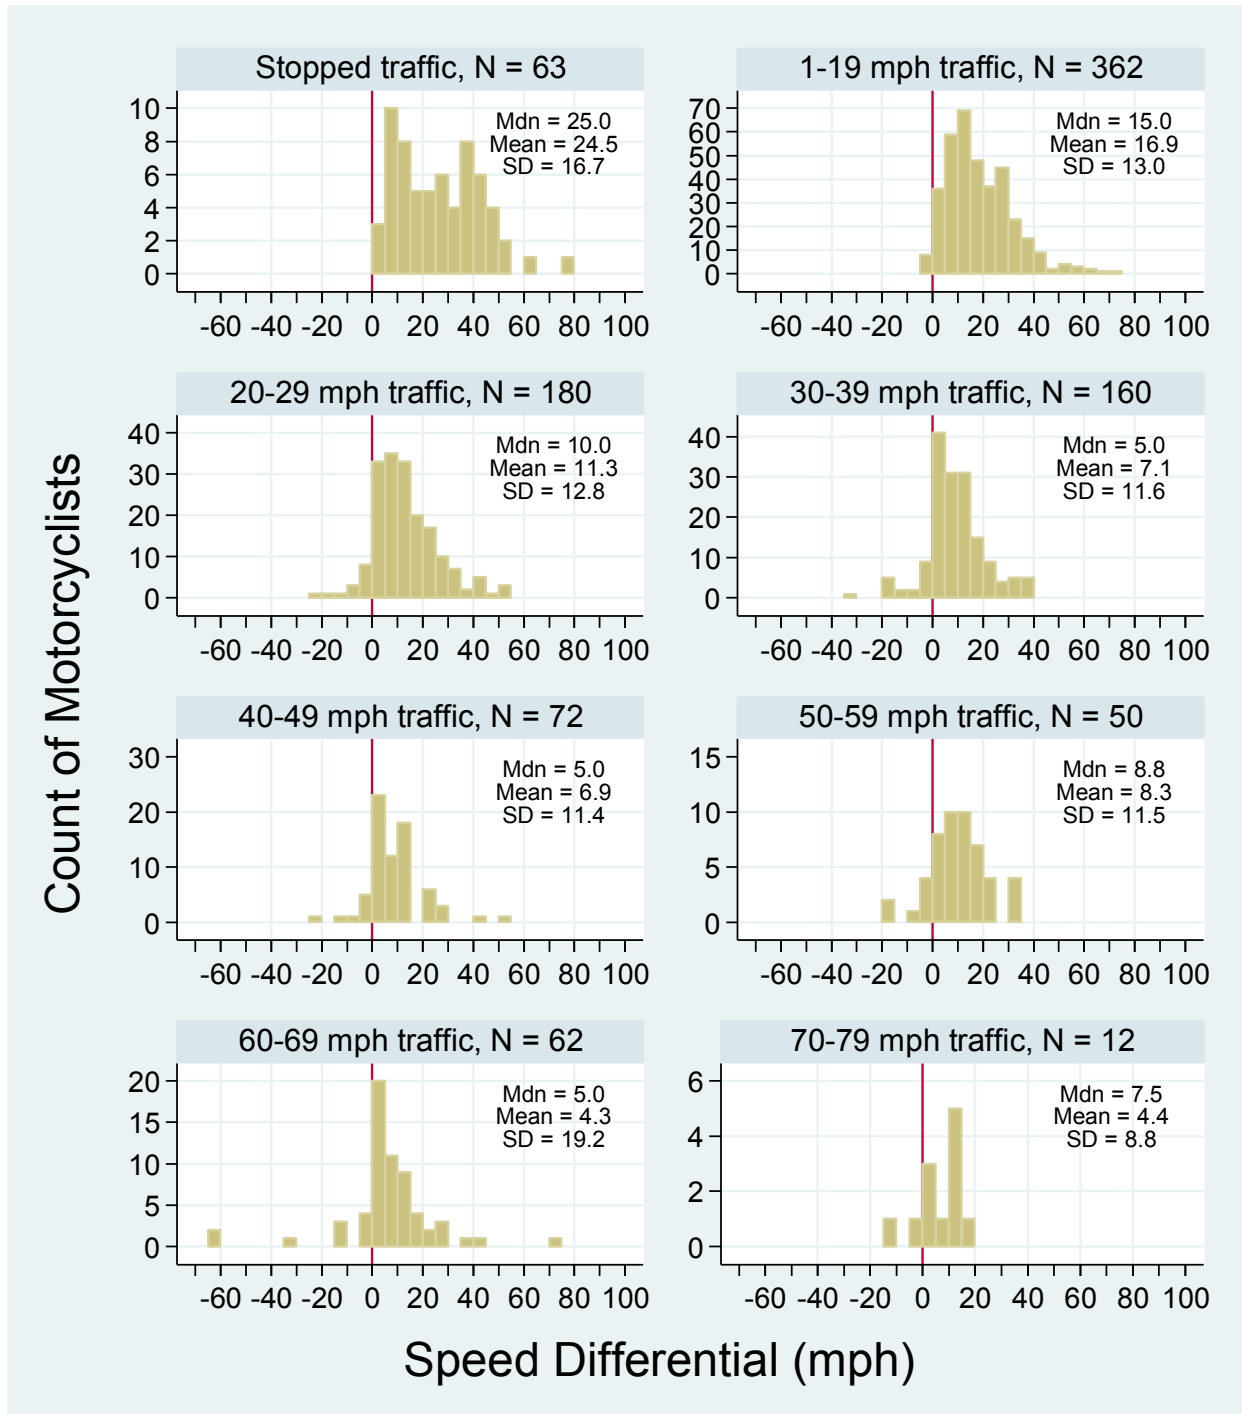 Count of Motorcyclists
Stopped traffic, N = 63
Mdn = 25.0
Mean = 24.5
SD = 16.7
10
8
6
4
2
0
-60 -40 -20 0 20 40 60 80 100
1-19 mph traffic, N = 362
Mdn = 15.0
Mean = 16.9
SD = 13.0
70
60
50
40
30
20
10
0
-60 -40 -20 0 20 40 60 80 100
20-29 mph traffic, N = 180
Mdn = 10.0
Mean = 11.3
SD = 12.8
40
30
20
10
0
-60 -40 -20 0 20 40 60 80 100
30-39 mph traffic, N = 160
Mdn = 5.0
Mean = 7.1
SD = 11.6
40
30
20
10
0
-60 -40 -20 0 20 40 60 80 100
40-49 mph traffic, N = 72
Mdn = 5.0
Mean = 6.9
SD = 11.4
30
20
10
0
-60 -40 -20 0 20 40 60 80 100
50-59 mph traffic, N = 50
Mdn = 8.8
Mean = 8.3
SD = 11.5
15
10
5
0
-60 -40 -20 0 20 40 60 80 100
60-69 mph traffic, N = 62
Mdn = 5.0
Mean = 4.3
SD = 19.2
20
15
10
5
0
-60 -40 -20 0 20 40 60 80 100
70-79 mph traffic, N = 12
Mdn = 7.5
Mean = 4.4
SD = 8.8
6
4
2
0
-60 -40 -20 0 20 40 60 80 100
Speed Differential (mph)